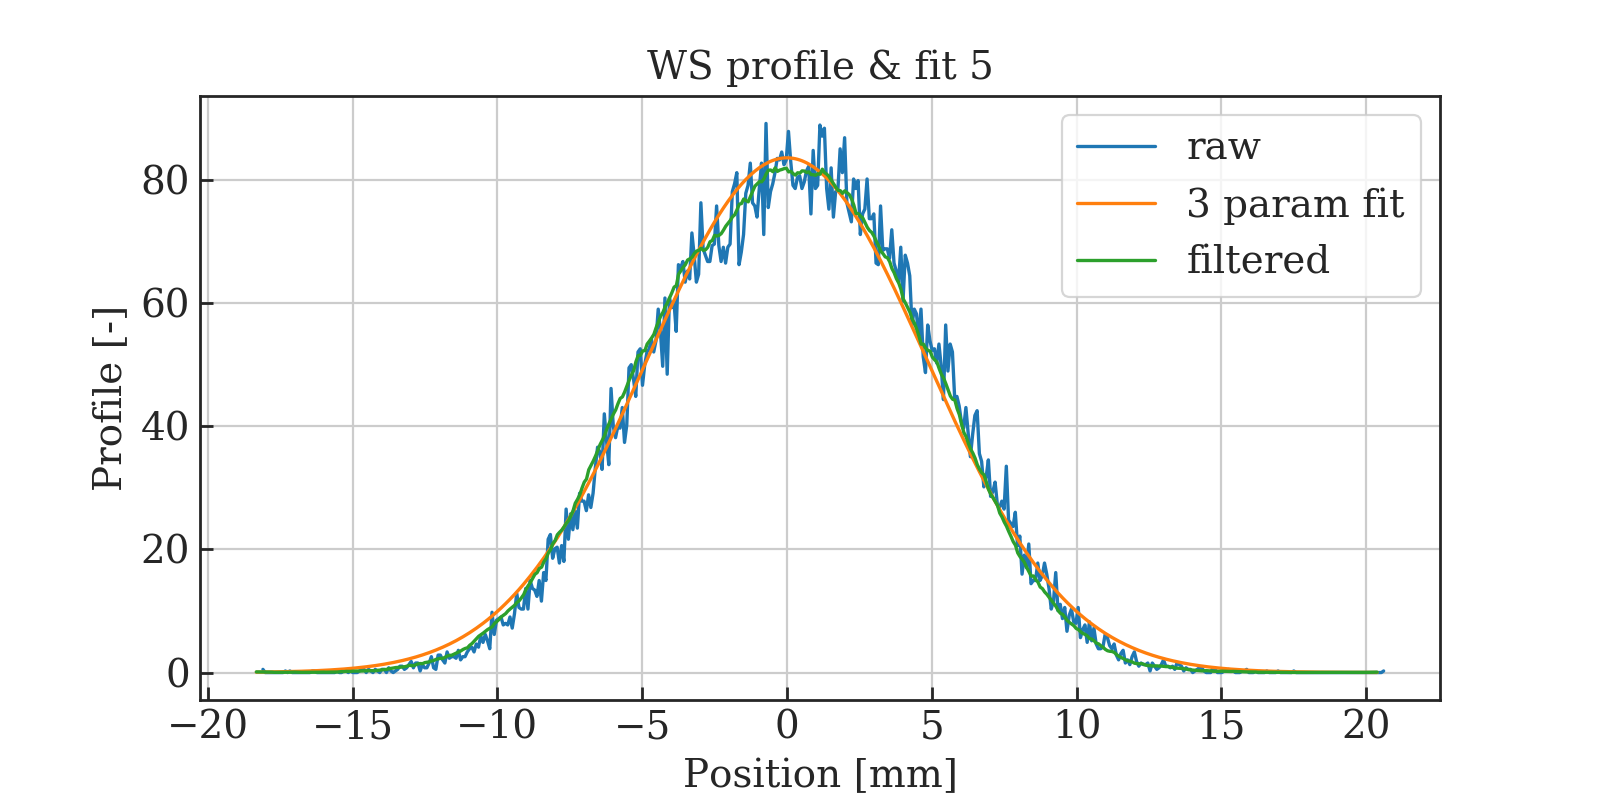 WS profile & fit 5
raw
3 param fit
filtered
Profile [-]
80
60
40
20
0
−20 −15 −10 −5 0 5 10 15 20
Position [mm]